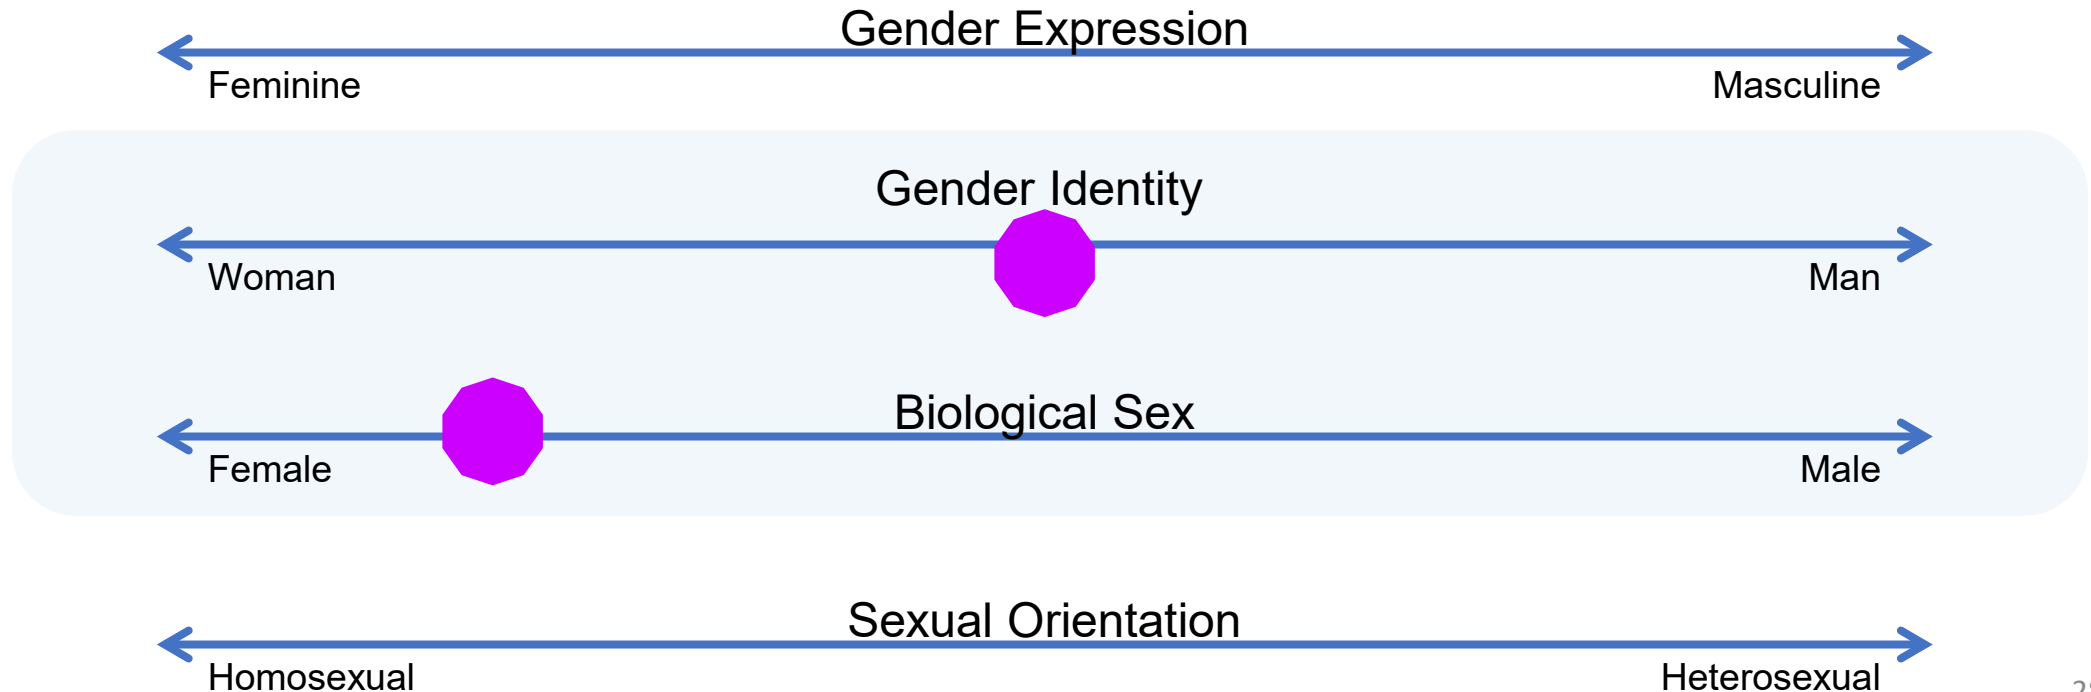 Gender Expression
Feminine Masculine
Gender Identity
Woman Man
Biological Sex
Female Male
Sexual Orientation
Homosexual Heterosexual